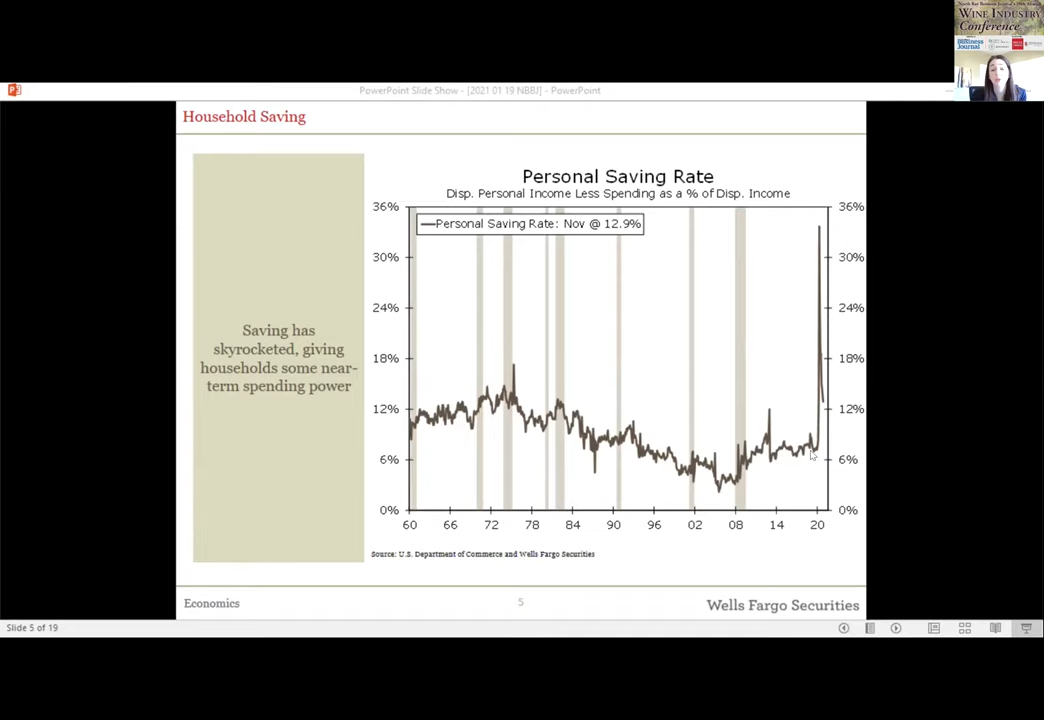 North Bay Business Journal's
WINE INDUSTRY
Conference
Business
Journal
PowerPoint Slide Show - [2021 01 19 NBBJ] - PowerPoint
Household Saving
Saving has
skyrocketed, giving
households some near-
term spending power
Personal Saving Rate
Disp. Personal Income Less Spending as a % of Disp. Income
Personal Saving Rate: Nov @ 12.9%
36% 36%
30% 30%
24% 24%
18% 18%
12% 12%
6% 6%
0% 0%
60 66 72 78 84 90 96 02 08 14 20
Source: U.S. Department of Commerce and Wells Fargo Securities
Economics
5
Wells Fargo Securities
Slide 5 of 19